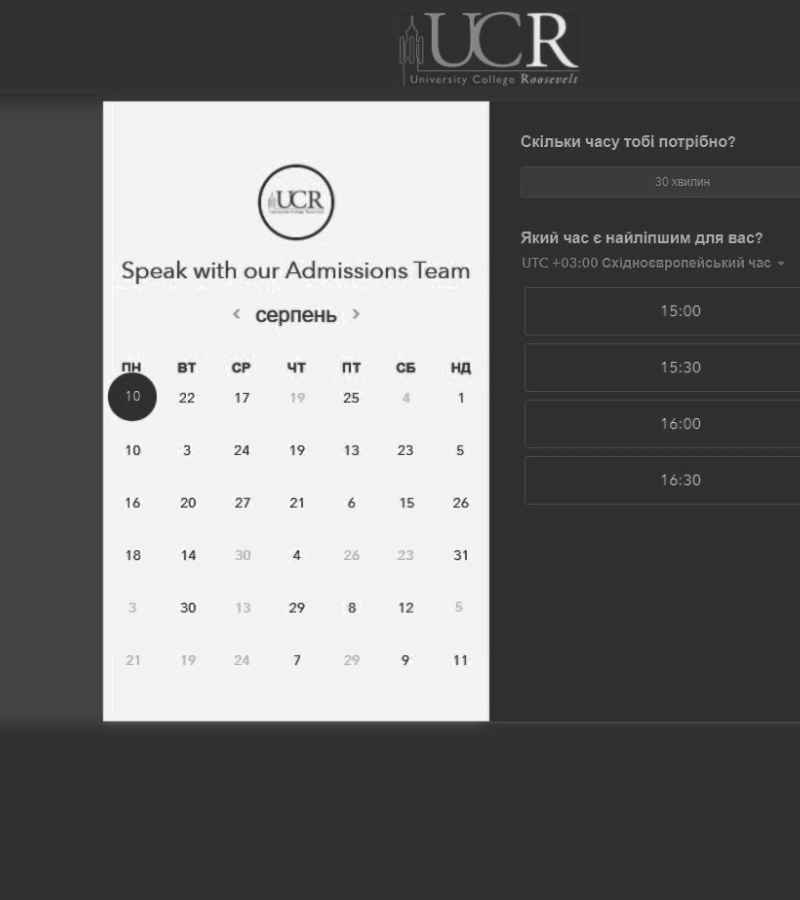 UCR
University College Roosevelt
UCR
Speak with our Admissions Team
серпень
ПН ВТ СР ЧТ ПТ СБ НД
10 22 17 19 25 4 1
10 3 24 19 13 23 5
16 20 27 21 6 15 26
18 14 30 4 26 23 31
3 30 13 29 8 12 5
21 19 24 7 29 9 11
Скільки часу тобі потрібно?
30 хвилин
Який час є найліпшим для вас?
UTC +03:00 Східноєвропейський час
15:00
15:30
16:00
16:30